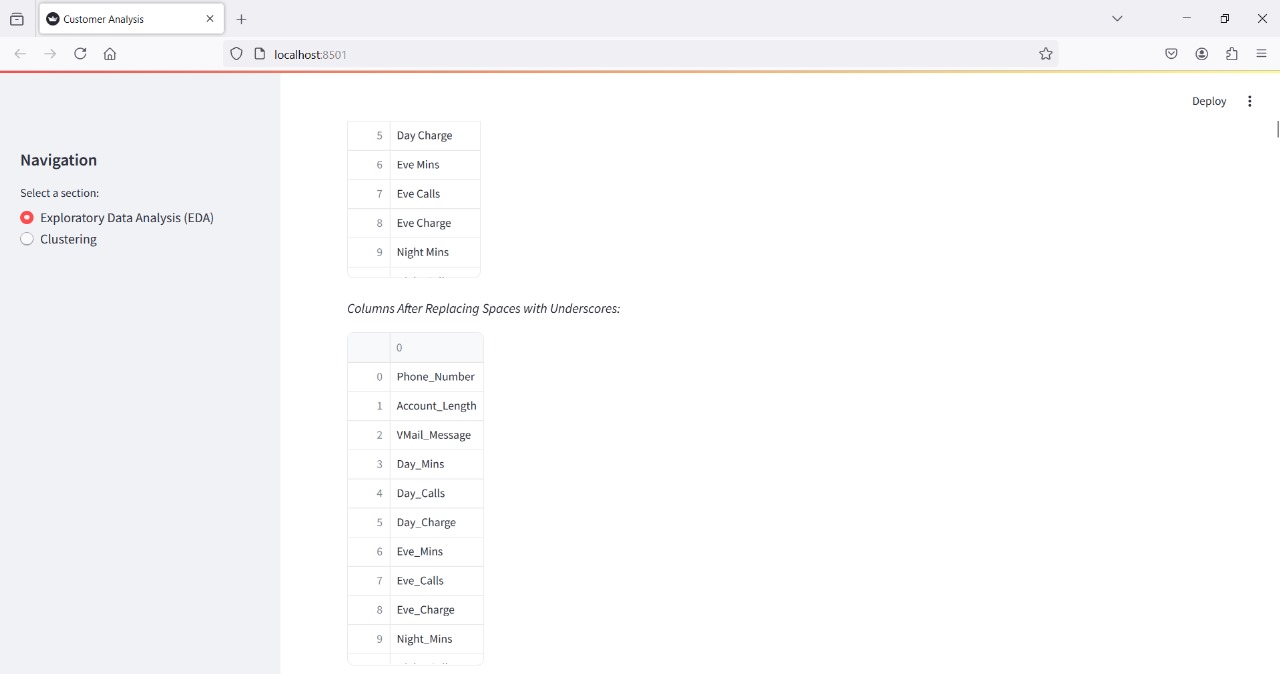 Customer Analysis
localhost:8501
Deploy
Navigation
Select a section:
Exploratory Data Analysis (EDA)
Clustering
5 Day Charge
6 Eve Mins
7 Eve Calls
8 Eve Charge
9 Night Mins
Columns After Replacing Spaces with Underscores:
0
0 Phone_Number
1 Account_Length
2 VMail_Message
3 Day_Mins
4 Day_Calls
5 Day_Charge
6 Eve_Mins
7 Eve_Calls
8 Eve_Charge
9 Night_Mins